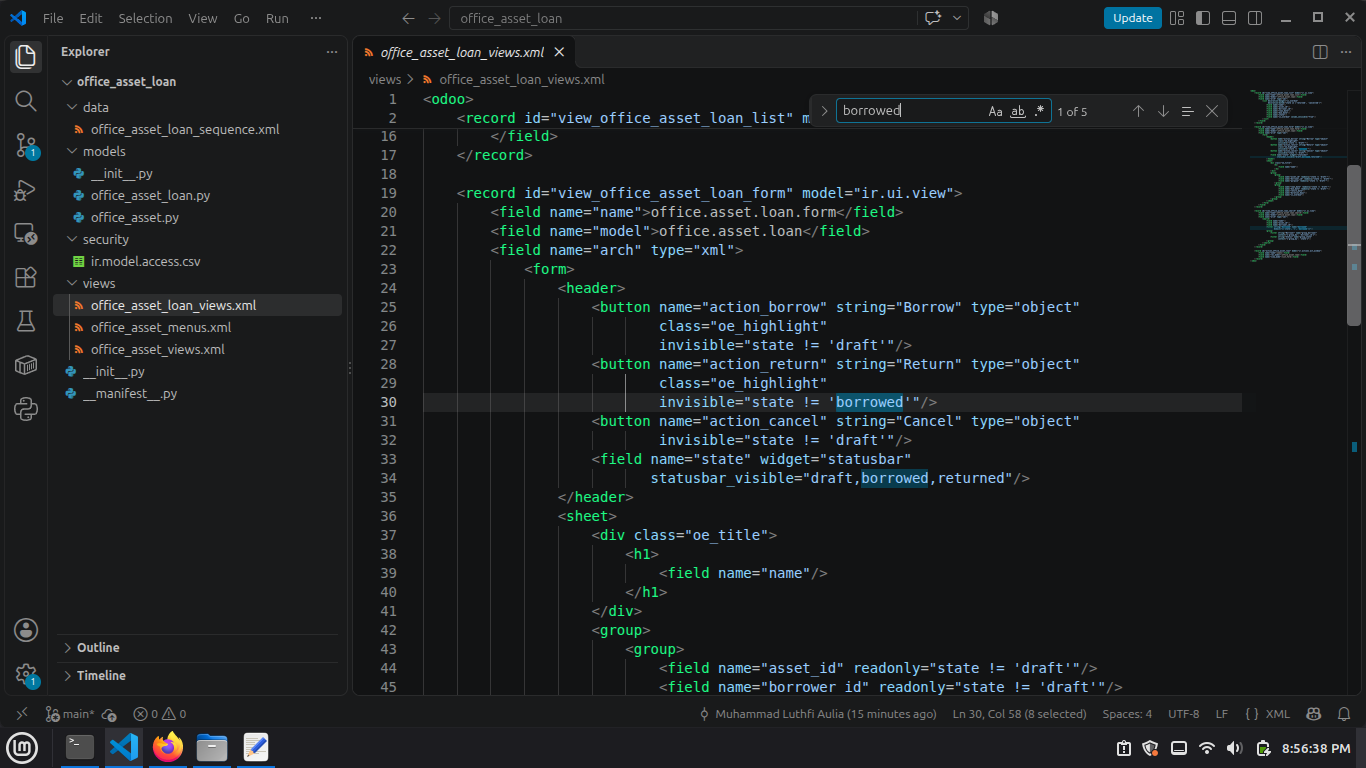 File Edit Selection View Go Run ··· office_asset_loan Update
Explorer ···
office_asset_loan
data
office_asset_loan_sequence.xml
models
__init__.py
office_asset_loan.py
office_asset.py
security
ir.model.access.csv
views
office_asset_loan_views.xml
office_asset_menus.xml
office_asset_views.xml
__init__.py
__manifest__.py
Outline
Timeline
1
1
office_asset_loan_views.xml
views > office_asset_loan_views.xml
borrowed Aa ab .* 1 of 5
1 <odoo>
2 <record id="view_office_asset_loan_list" m
16 </field>
17 </record>
18
19 <record id="view_office_asset_loan_form" model="ir.ui.view">
20 <field name="name">office.asset.loan.form</field>
21 <field name="model">office.asset.loan</field>
22 <field name="arch" type="xml">
23 <form>
24 <header>
25 <button name="action_borrow" string="Borrow" type="object"
26 class="oe_highlight"
27 invisible="state != 'draft'"/>
28 <button name="action_return" string="Return" type="object"
29 class="oe_highlight"
30 invisible="state != 'borrowed'"/>
31 <button name="action_cancel" string="Cancel" type="object"
32 invisible="state != 'draft'"/>
33 <field name="state" widget="statusbar"
34 statusbar_visible="draft,borrowed,returned"/>
35 </header>
36 <sheet>
37 <div class="oe_title">
38 <h1>
39 <field name="name"/>
40 </h1>
41 </div>
42 <group>
43 <group>
44 <field name="asset_id" readonly="state != 'draft'"/>
45 <field name="borrower_id" readonly="state != 'draft'"/>
main* 0 0 Muhammad Luthfi Aulia (15 minutes ago) Ln 30, Col 58 (8 selected) Spaces: 4 UTF-8 LF { } XML
8:56:38 PM